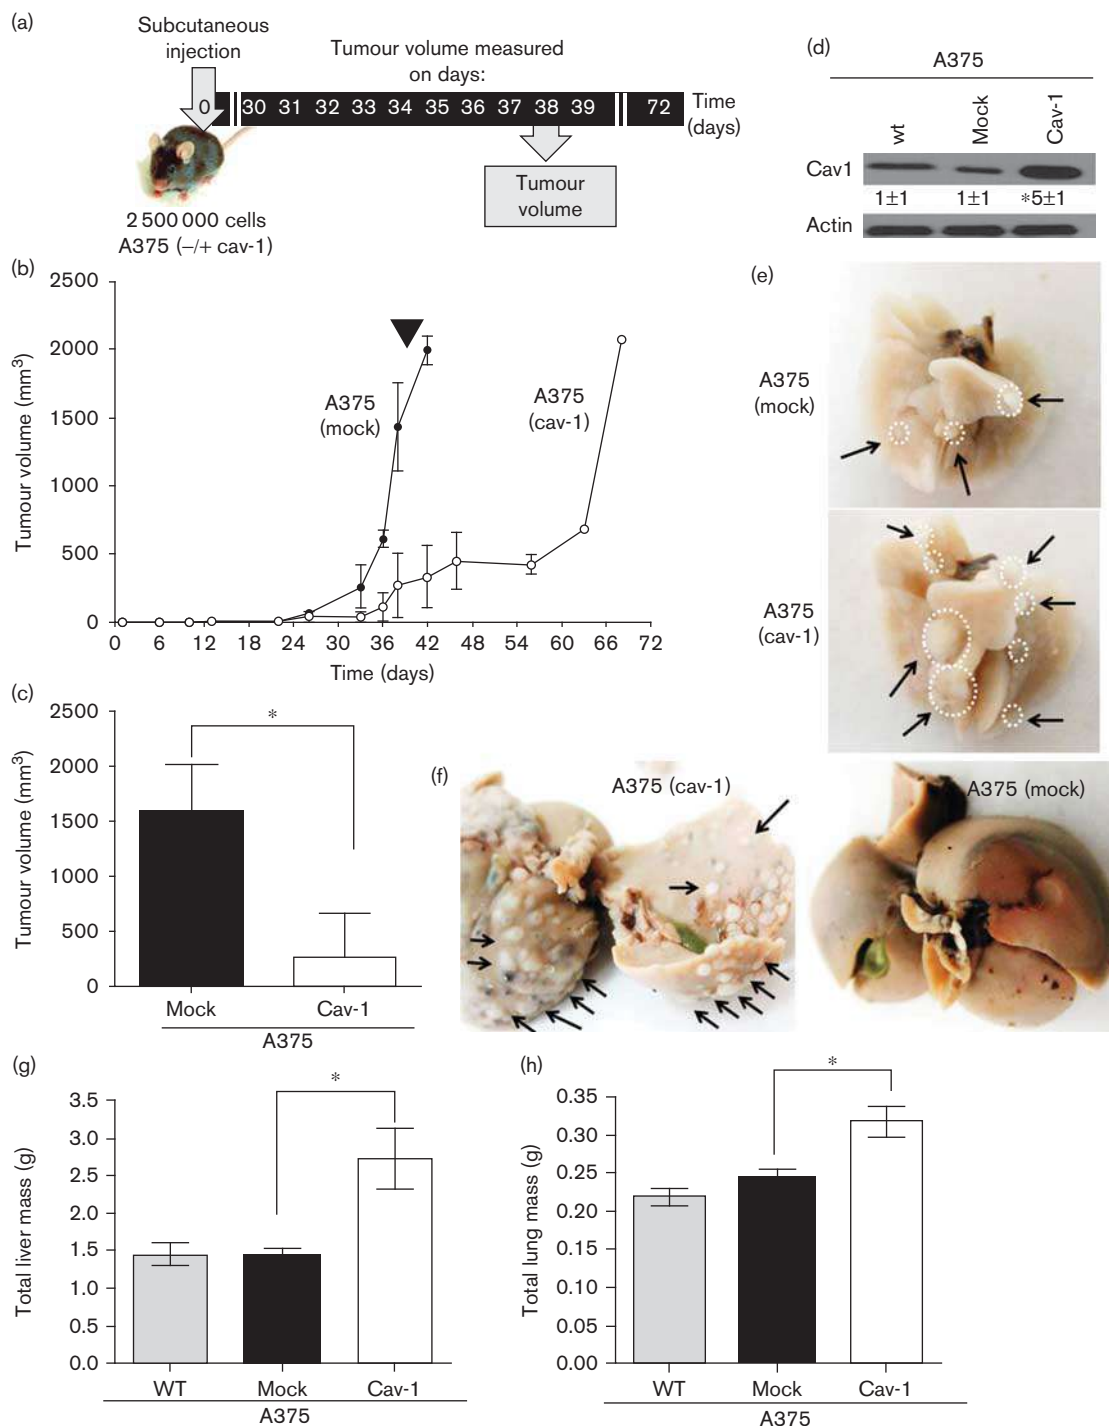 (a)
Subcutaneous
injection
Tumour volume measured
on days:
0 30 31 32 33 34 35 36 37 38 39 72
Time
(days)
Tumour
volume
2 500 000 cells
A375 (−/+ cav-1)
(b)
2500
2000
1500
1000
500
0
Tumour volume (mm³)
A375
(mock)
A375
(cav-1)
0 6 12 18 24 30 36 42 48 54 60 66 72
Time (days)
(c)
2500
2000
1500
1000
500
0
Tumour volume (mm³)
*
Mock Cav-1
A375
(d)
A375
wt Mock Cav-1
Cav1
1±1 1±1 *5±1
Actin
(e)
A375
(mock)
A375
(cav-1)
(f)
A375 (cav-1)
A375 (mock)
(g)
3.5
3.0
2.5
2.0
1.5
1.0
0.5
0.0
Total liver mass (g)
*
WT Mock Cav-1
A375
(h)
0.35
0.30
0.25
0.20
0.15
0.10
0.05
0.00
Total lung mass (g)
*
WT Mock Cav-1
A375